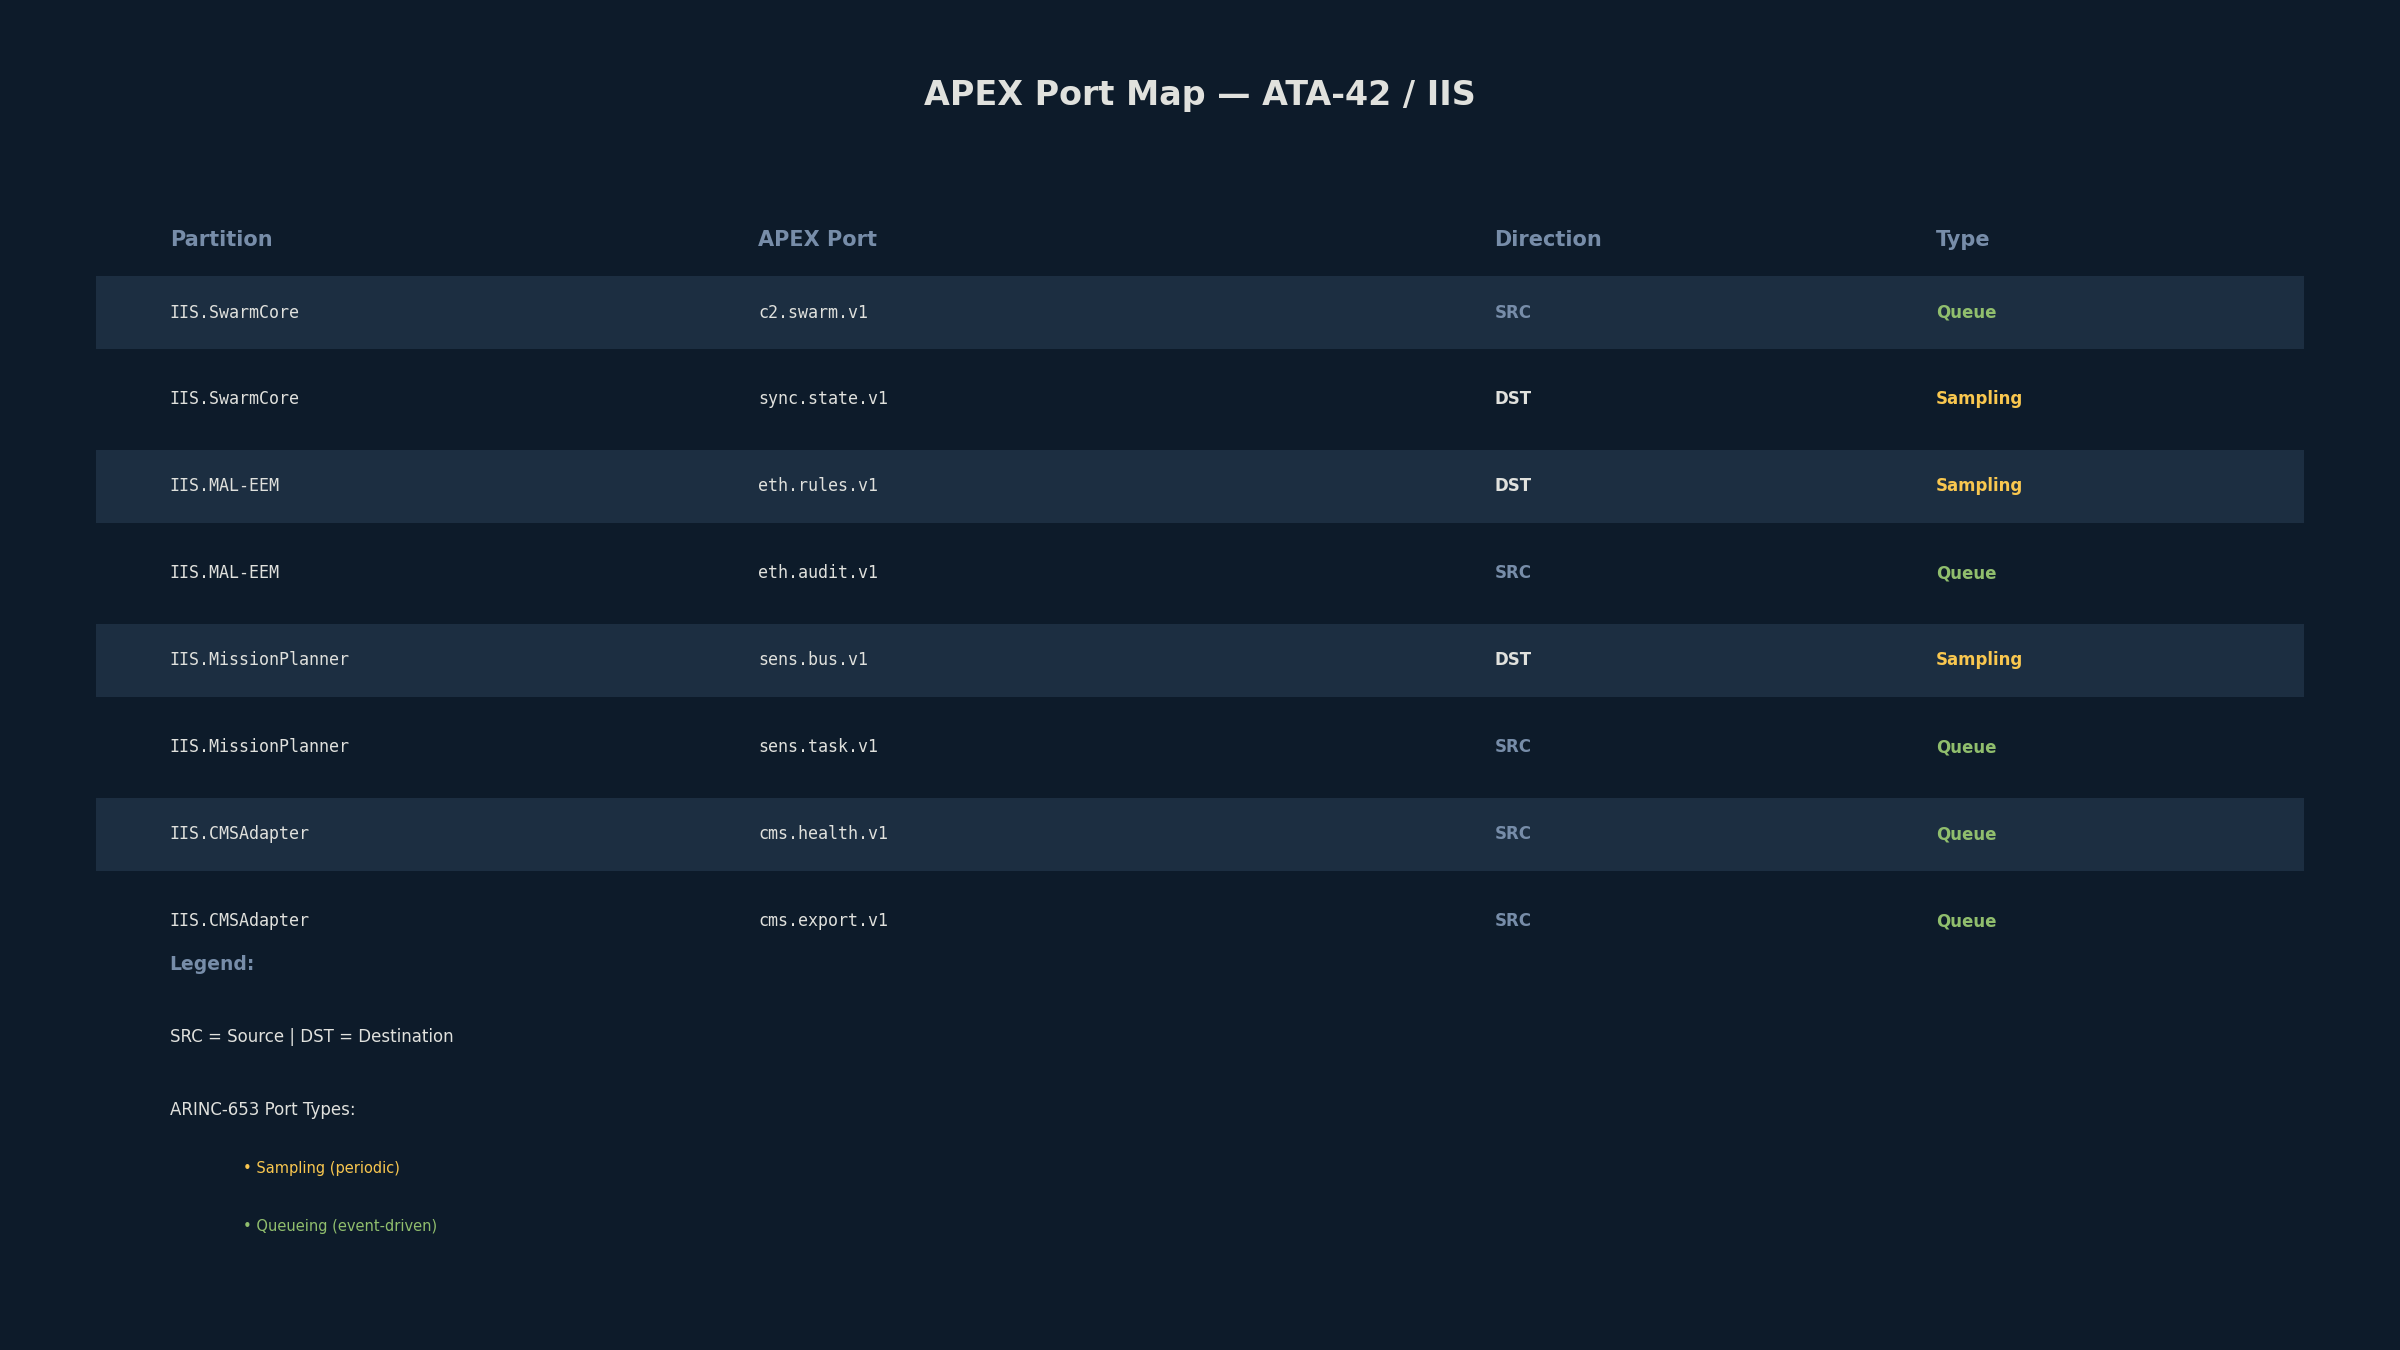 APEX Port Map — ATA-42 / IIS
Partition APEX Port Direction Type
IIS.SwarmCore c2.swarm.v1 SRC Queue
IIS.SwarmCore sync.state.v1 DST Sampling
IIS.MAL-EEM eth.rules.v1 DST Sampling
IIS.MAL-EEM eth.audit.v1 SRC Queue
IIS.MissionPlanner sens.bus.v1 DST Sampling
IIS.MissionPlanner sens.task.v1 SRC Queue
IIS.CMSAdapter cms.health.v1 SRC Queue
IIS.CMSAdapter cms.export.v1 SRC Queue
Legend:
SRC = Source | DST = Destination
ARINC-653 Port Types:
• Sampling (periodic)
• Queueing (event-driven)